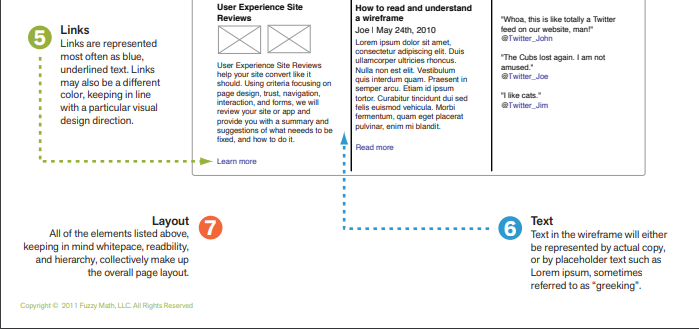 5
Links
Links are represented
most often as blue,
underlined text. Links
may also be a different
color, keeping in line
with a particular visual
design direction.
User Experience Site
Reviews
User Experience Site Reviews
help your site convert like it
should. Using criteria focusing on
page design, trust, navigation,
interaction, and forms, we will
review your site or app and
provide you with a summary and
suggestions of what neeeds to be
fixed, and how to do it.
Learn more
How to read and understand
a wireframe
Joe | May 24th, 2010
Lorem ipsum dolor sit amet,
consectetur adipiscing elit. Duis
ullamcorper ultricies rhoncus.
Nulla non est elit. Vestibulum
quis interdum quam. Praesent in
semper arcu. Etiam id ipsum
tortor. Curabitur tincidunt dui sed
felis euismod vehicula. Morbi
fermentum, quam eget placerat
pulvinar, enim mi blandit.
Read more
"Whoa, this is like totally a Twitter
feed on our website, man!"
@Twitter_John
"The Cubs lost again. I am not
amused."
@Twitter_Joe
"I like cats."
@Twitter_Jim
Layout
7
All of the elements listed above,
keeping in mind whitepace, readbility,
and hierarchy, collectively make up
the overall page layout.
6
Text
Text in the wireframe will either
be represented by actual copy,
or by placeholder text such as
Lorem ipsum, sometimes
referred to as “greeking”.
Copyright © 2011 Fuzzy Math, LLC. All Rights Reserved